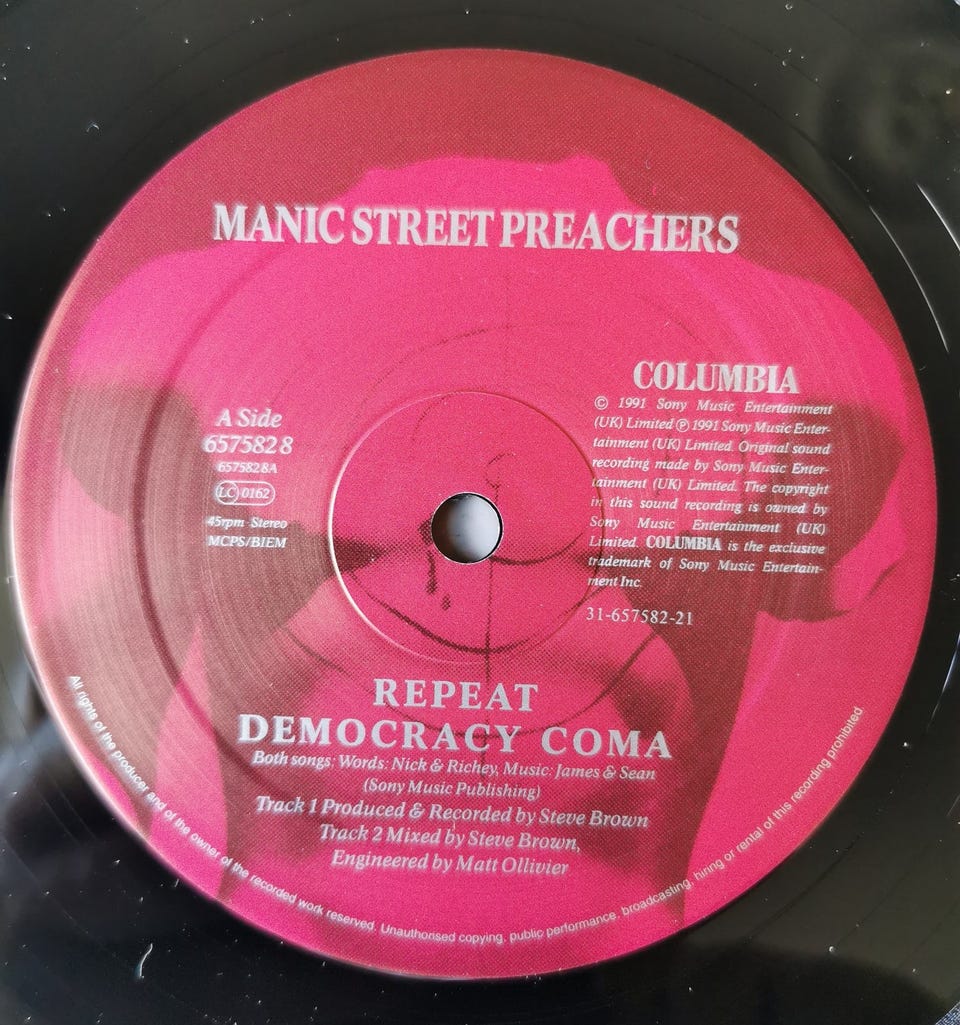 MANIC STREET PREACHERS
A Side
657582 8
657582 8A
LC 0162
45rpm Stereo
MCPS/BIEM
COLUMBIA
© 1991 Sony Music Entertainment
(UK) Limited ℗ 1991 Sony Music Enter-
tainment (UK) Limited. Original sound
recording made by Sony Music Enter-
tainment (UK) Limited. The copyright
in this sound recording is owned by
Sony Music Entertainment (UK)
Limited. COLUMBIA is the exclusive
trademark of Sony Music Entertain-
ment Inc.
31-657582-21
REPEAT
DEMOCRACY COMA
Both songs: Words: Nick & Richey, Music: James & Sean
(Sony Music Publishing)
Track 1 Produced & Recorded by Steve Brown
Track 2 Mixed by Steve Brown,
Engineered by Matt Ollivier
All rights of the producer and of the owner of the recorded work reserved. Unauthorised copying, public performance, broadcasting, hiring or rental of this recording prohibited.